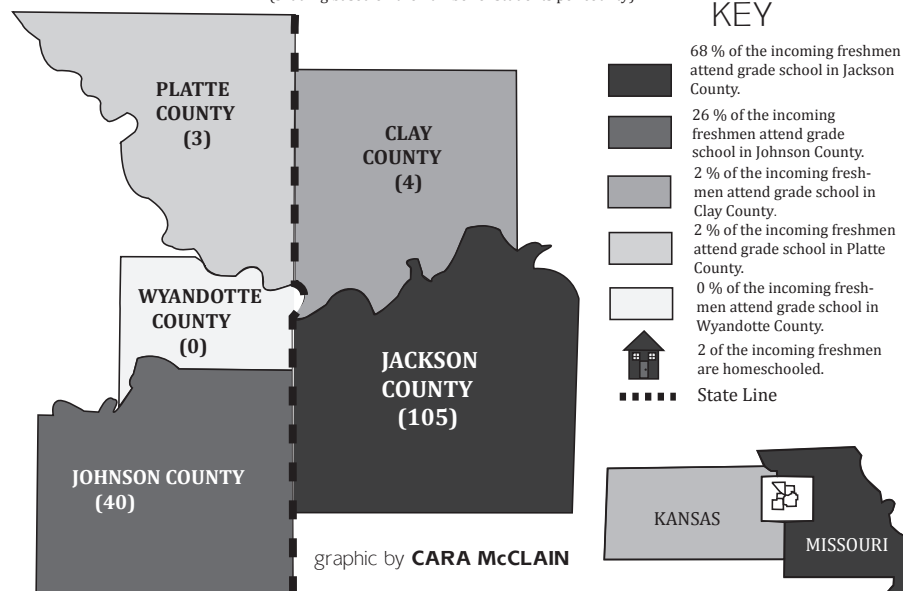 KEY
PLATTE
COUNTY
(3)
CLAY
COUNTY
(4)
WYANDOTTE
COUNTY
(0)
JACKSON
COUNTY
(105)
JOHNSON COUNTY
(40)
68 % of the incoming freshmen
attend grade school in Jackson
County.
26 % of the incoming
freshmen attend grade
school in Johnson County.
2 % of the incoming fresh-
men attend grade school in
Clay County.
2 % of the incoming freshmen
attend grade school in Platte
County.
0 % of the incoming fresh-
men attend grade school in
Wyandotte County.
2 of the incoming freshmen
are homeschooled.
State Line
KANSAS
MISSOURI
graphic by CARA McCLAIN